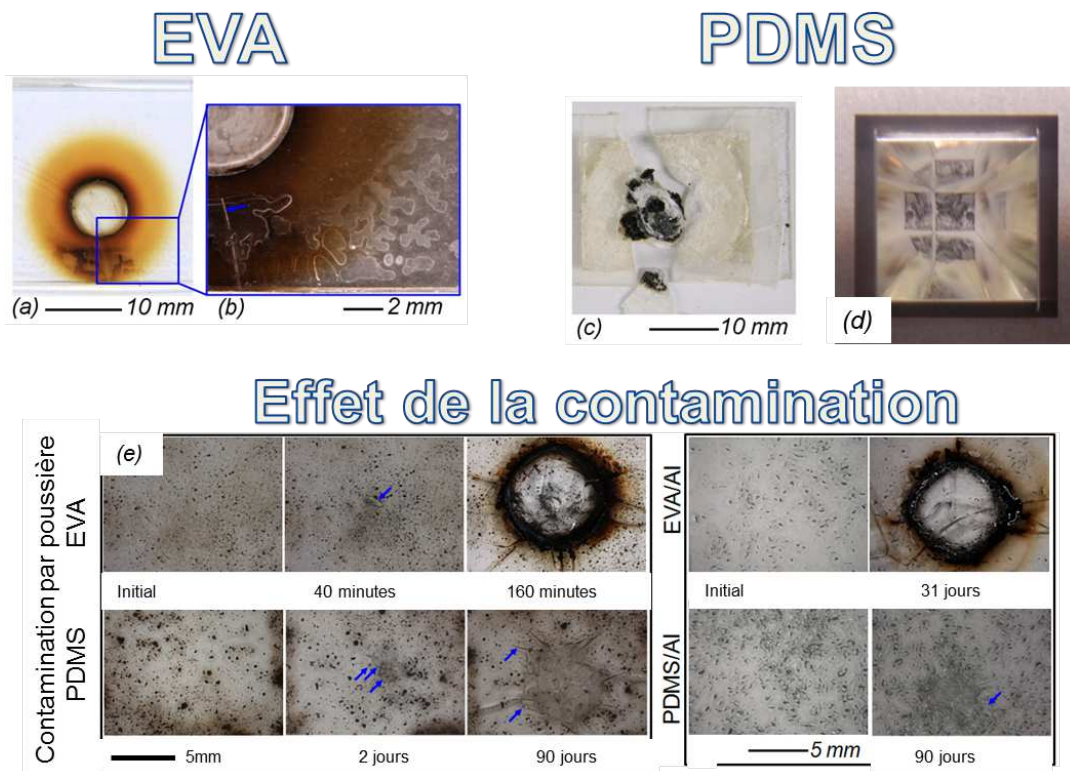 EVA
PDMS
(a)
10 mm
(b)
2 mm
(c)
10 mm
(d)
Effet de la contamination
Contamination par poussière
(e)
EVA
Initial
40 minutes
160 minutes
PDMS
5mm
2 jours
90 jours
EVA/Al
Initial
31 jours
PDMS/Al
5 mm
90 jours